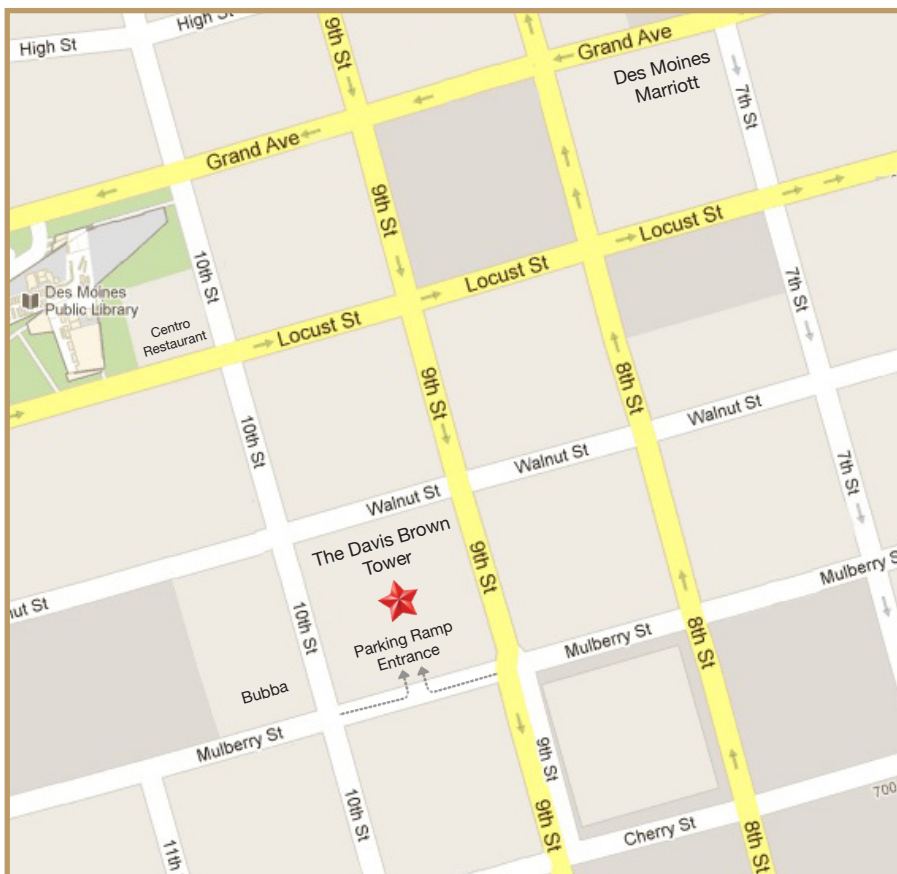 High St
High St
9th St
Grand Ave
Des Moines
Marriott
7th St
Grand Ave
9th St
Locust St
10th St
Locust St
7th St
Des Moines
Public Library
Centro
Restaurant
Locust St
9th St
8th St
10th St
Walnut St
Walnut St
7th St
Walnut St
The Davis Brown
Tower
9th St
Mulberry St
nut St
10th St
Parking Ramp
Entrance
Mulberry St
8th St
Bubba
Mulberry St
9th St
10th St
9th St
700
Cherry St
8th St
11th